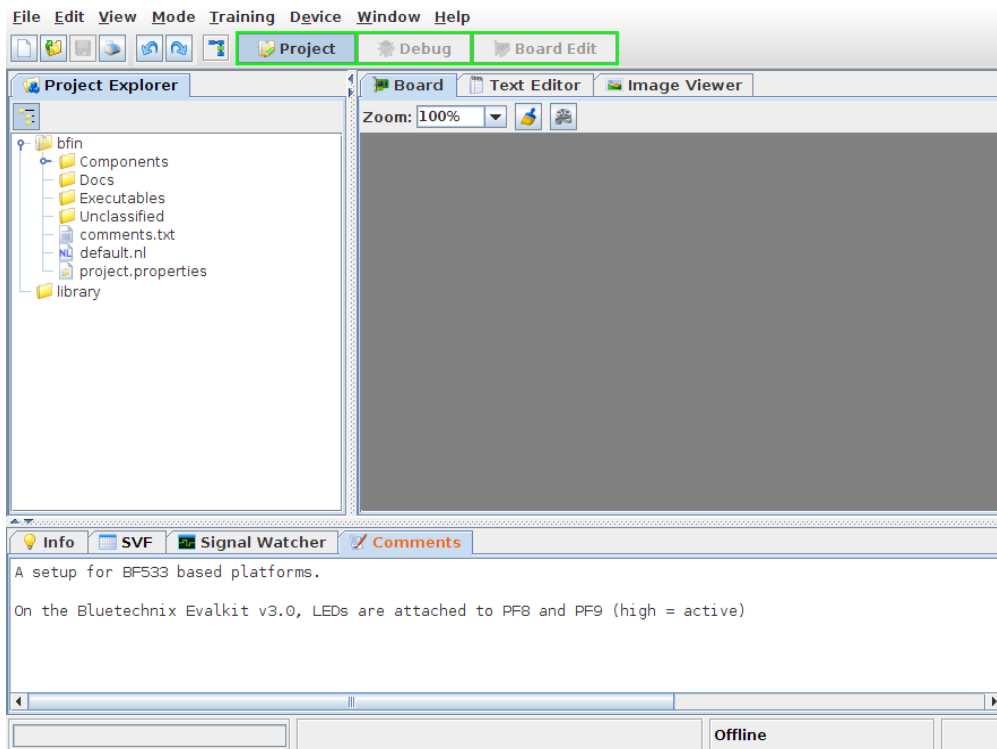 File Edit View Mode Training Device Window Help
Project Debug Board Edit
Project Explorer
Board Text Editor Image Viewer
Zoom: 100%
bfin
Components
Docs
Executables
Unclassified
comments.txt
NL default.nl
project.properties
library
Info SVF Signal Watcher Comments
A setup for BF533 based platforms.
On the Bluetechnix Evalkit v3.0, LEDs are attached to PF8 and PF9 (high = active)
Offline